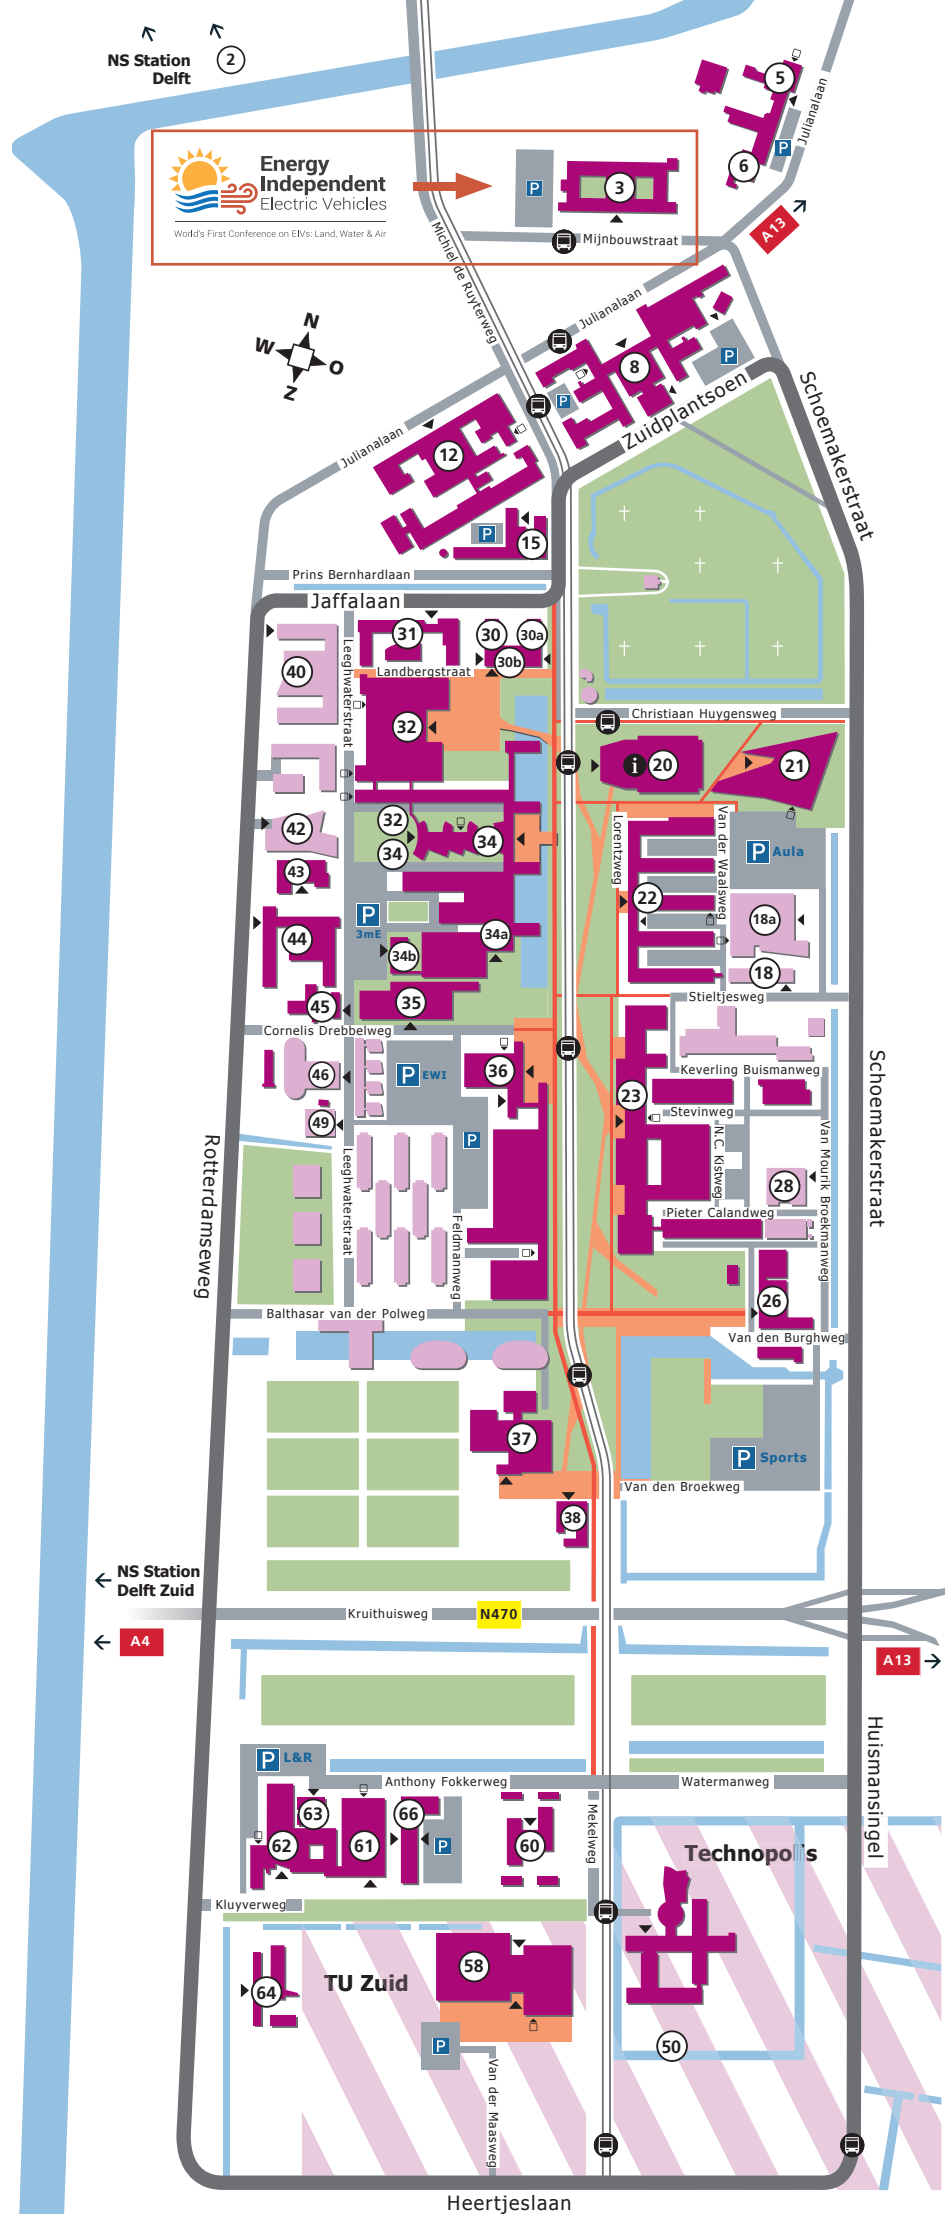 NS Station
Delft
2
5
6
P
Julianalaan
A13
Energy
Independent
Electric Vehicles
World's First Conference on EIVs: Land, Water & Air
P
3
Mijnbouwstraat
Michiel de Ruyterweg
N
W
O
Z
Julianalaan
8
P
P
Zuidplantsoen
Schoemakerstraat
Julianalaan
12
P
15
Prins Bernhardlaan
Jaffalaan
31
30
30a
30b
40
Leeghwaterstraat
Landbergstraat
32
Christiaan Huygensweg
i
20
21
42
32
34
34
Lorentzweg
Van der Waalsweg
P Aula
43
22
18a
P
3mE
44
34a
34b
18
45
35
Stieltjesweg
Cornelis Drebbelweg
46
P EWI
36
23
Keverling Buismanweg
Stevinweg
49
P
N.C. Kistweg
Van Mourik Broekmanweg
Schoemakerstraat
Rotterdamseweg
Leeghwaterstraat
Feldmannweg
28
Pieter Calandweg
26
Balthasar van der Polweg
Van den Burghweg
37
P Sports
Van den Broekweg
38
NS Station
Delft Zuid
Kruithuisweg
N470
A4
A13
P L&R
Huismansingel
Anthony Fokkerweg
Watermanweg
63
66
62
61
P
60
Mekelweg
Technopolis
Kluyverweg
58
TU Zuid
64
P
50
Van der Maasweg
Heertjeslaan